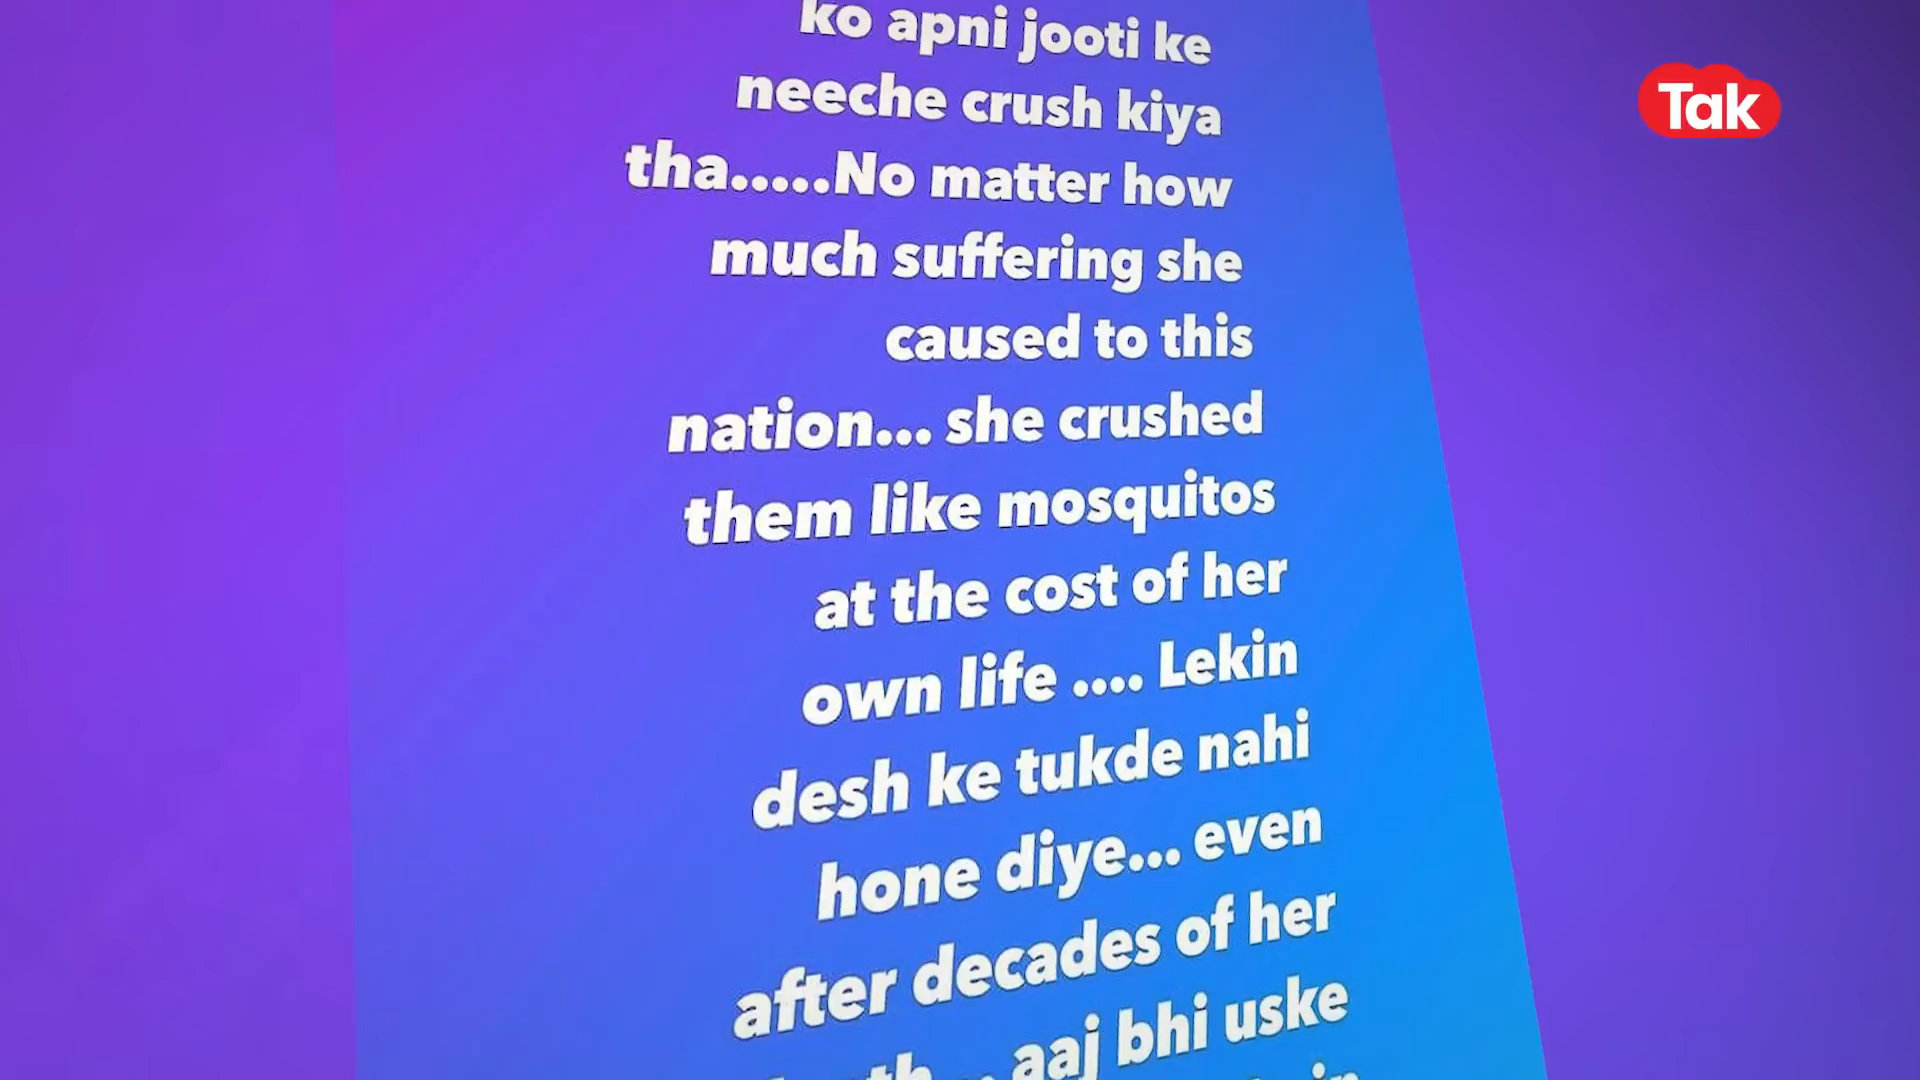 ko apni jooti ke
neeche crush kiya
tha.....No matter how
much suffering she
caused to this
nation... she crushed
them like mosquitos
at the cost of her
own life .... Lekin
desh ke tukde nahi
hone diye... even
after decades of her
aaj bhi uske
Tak